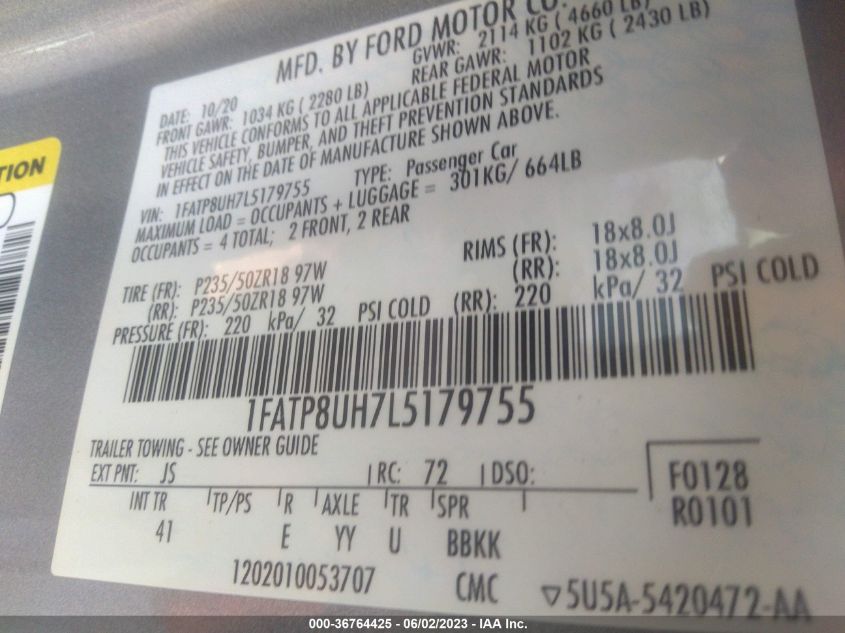 MFD. BY FORD MOTOR CO.
DATE: 10/20 GVWR: 2114 KG ( 4660 LB)
FRONT GAWR: 1034 KG ( 2280 LB) REAR GAWR: 1102 KG ( 2430 LB)
THIS VEHICLE CONFORMS TO ALL APPLICABLE FEDERAL MOTOR
VEHICLE SAFETY, BUMPER, AND THEFT PREVENTION STANDARDS
IN EFFECT ON THE DATE OF MANUFACTURE SHOWN ABOVE.
VIN: 1FATP8UH7L5179755 TYPE: Passenger Car
MAXIMUM LOAD = OCCUPANTS + LUGGAGE = 301KG/ 664LB
OCCUPANTS = 4 TOTAL; 2 FRONT, 2 REAR
TIRE (FR): P235/50ZR18 97W RIMS (FR): 18x8.0J
(RR): P235/50ZR18 97W (RR): 18x8.0J
PRESSURE (FR): 220 kPa/ 32 PSI COLD (RR): 220 kPa/ 32 PSI COLD
1FATP8UH7L5179755
TRAILER TOWING - SEE OWNER GUIDE
EXT PNT: JS RC: 72 DSO: F0128
INT TR TP/PS R AXLE TR SPR R0101
41 E YY U BBKK
1202010053707 CMC ▽5U5A-5420472-AA
000-36764425 - 06/02/2023 - IAA Inc.